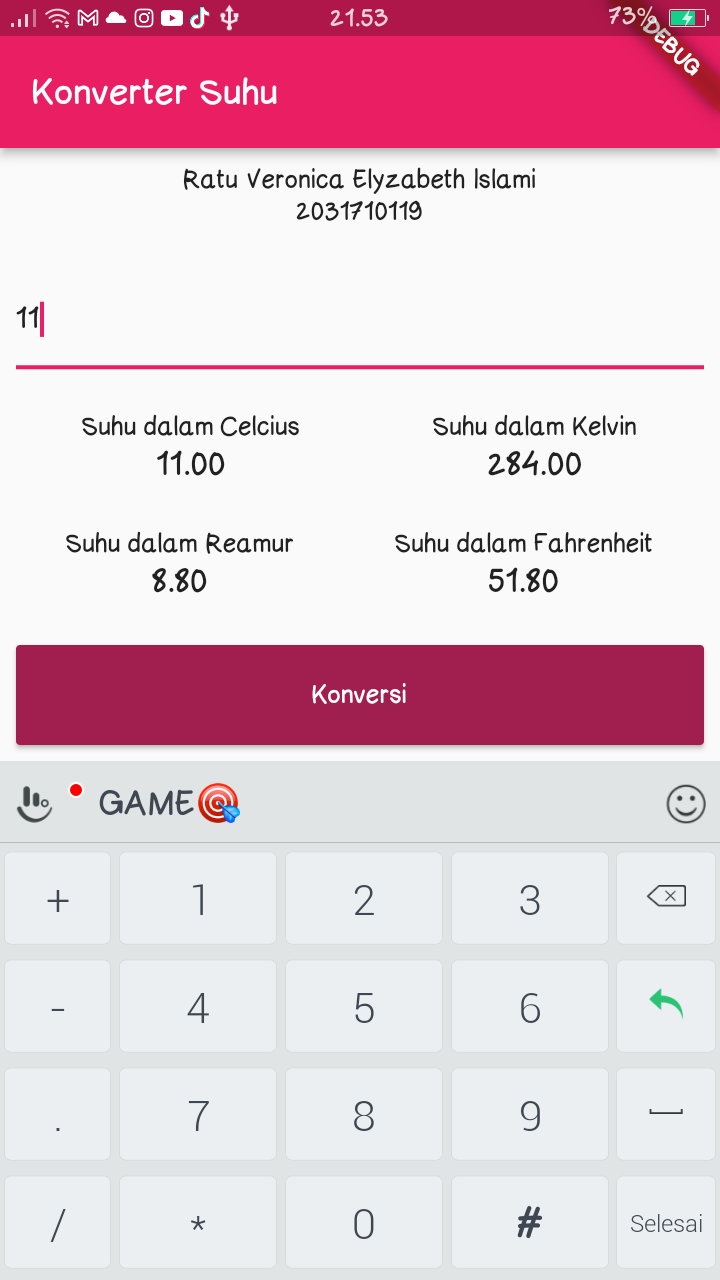 21.53 73%
DEBUG
Konverter Suhu
Ratu Veronica Elyzabeth Islami
2031710119
11
Suhu dalam Celcius Suhu dalam Kelvin
11.00 284.00
Suhu dalam Reamur Suhu dalam Fahrenheit
8.80 51.80
Konversi
GAME
+ 1 2 3
- 4 5 6
. 7 8 9
/ * 0 # Selesai